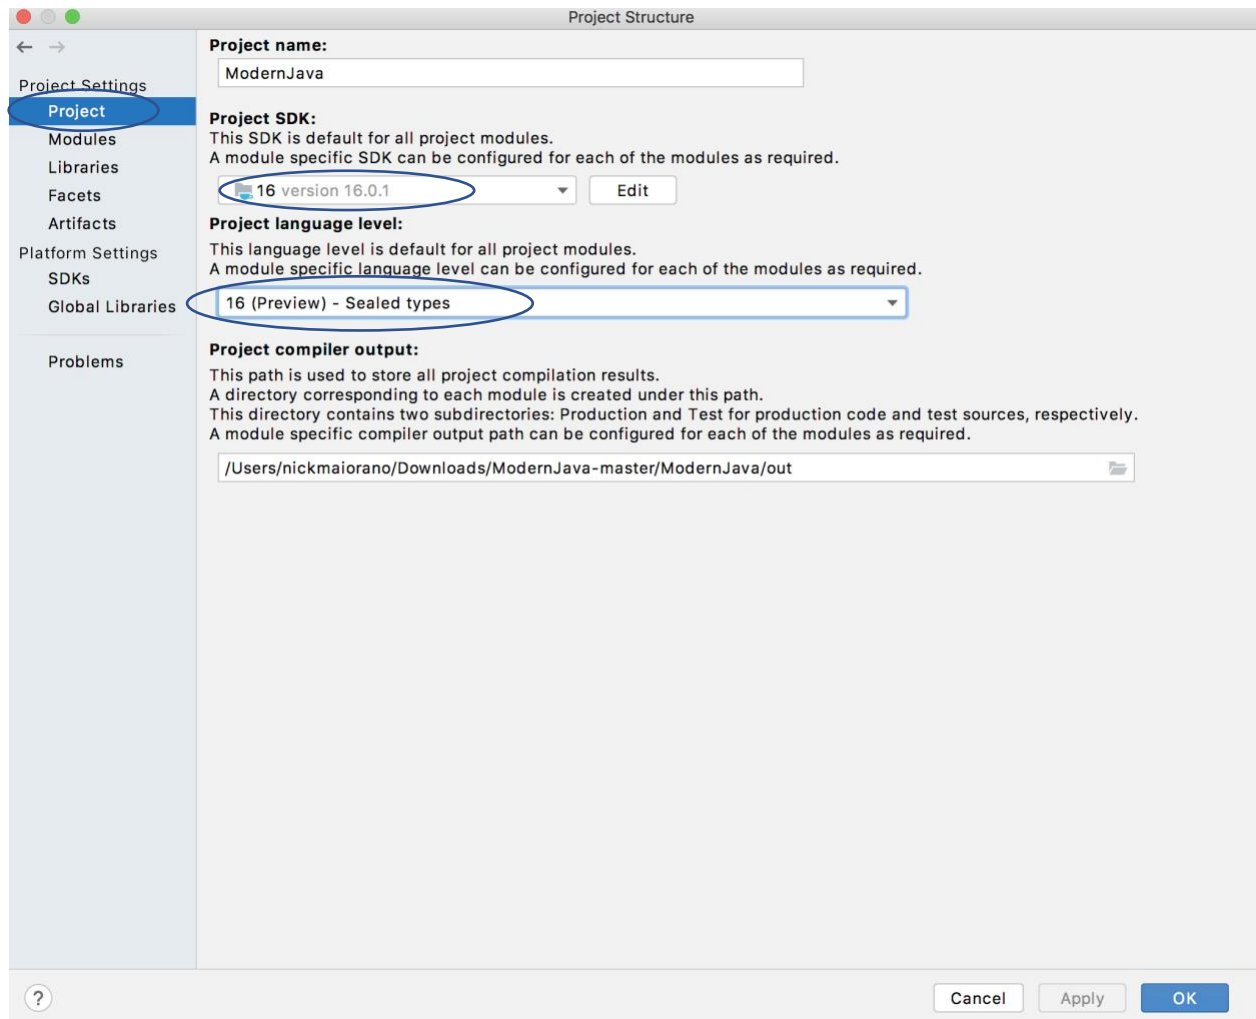 Project Structure
Project Settings
Project
Modules
Libraries
Facets
Artifacts
Platform Settings
SDKs
Global Libraries
Problems
Project name:
ModernJava
Project SDK:
This SDK is default for all project modules.
A module specific SDK can be configured for each of the modules as required.
16 version 16.0.1
Edit
Project language level:
This language level is default for all project modules.
A module specific language level can be configured for each of the modules as required.
16 (Preview) - Sealed types
Project compiler output:
This path is used to store all project compilation results.
A directory corresponding to each module is created under this path.
This directory contains two subdirectories: Production and Test for production code and test sources, respectively.
A module specific compiler output path can be configured for each of the modules as required.
/Users/nickmaiorano/Downloads/ModernJava-master/ModernJava/out
?
Cancel
Apply
OK